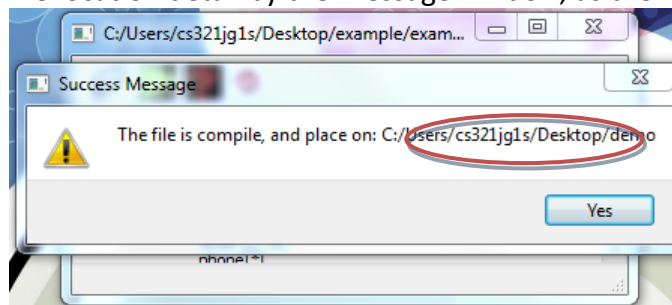 C:/Users/cs321jg1s/Desktop/example/exam...
Success Message
The file is compile, and place on: C:/Users/cs321jg1s/Desktop/demo
Yes
phone[*]